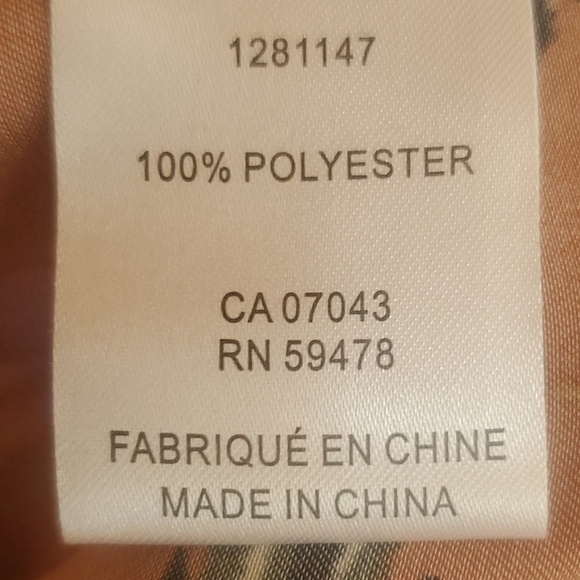 1281147
100% POLYESTER
CA 07043
RN 59478
FABRIQUÉ EN CHINE
MADE IN CHINA